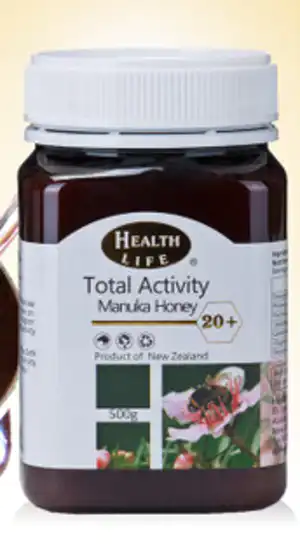 HEALTH
LIFE ®
Total Activity
Manuka Honey
20+
Product of New Zealand
500g